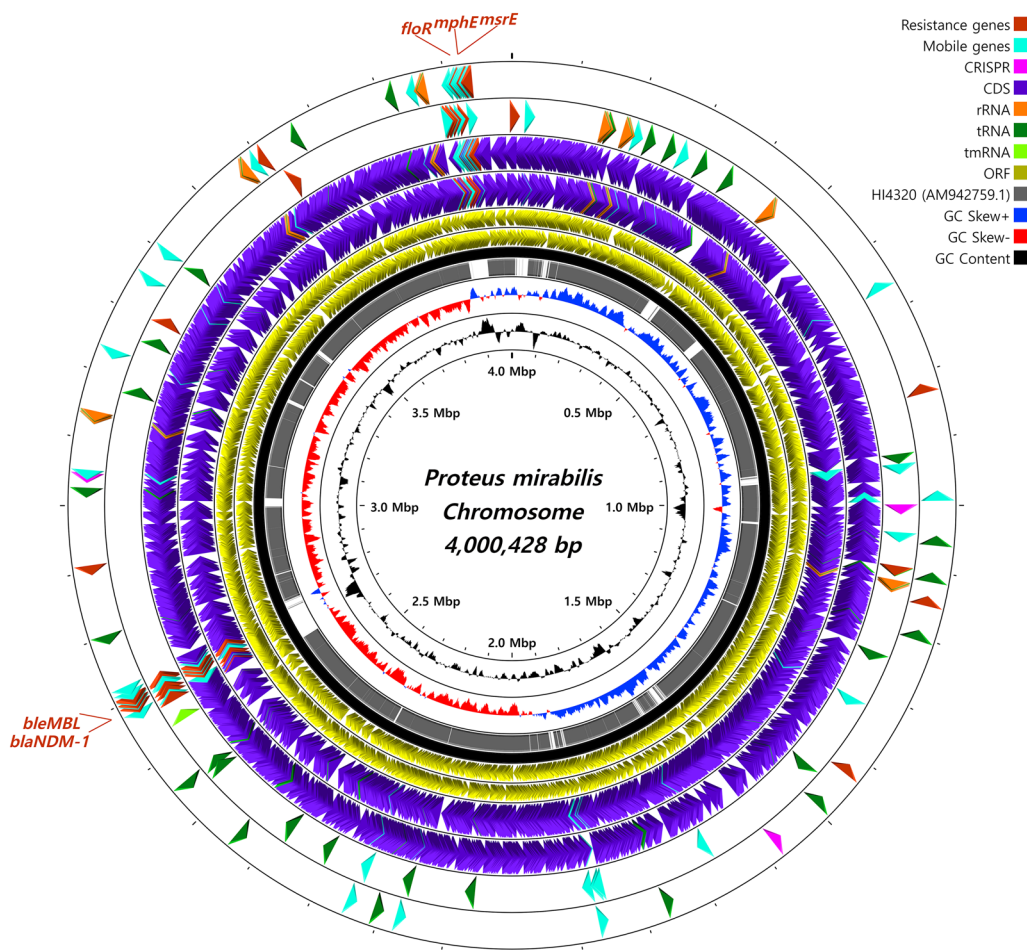 floR mphE msrE
Resistance genes
Mobile genes
CRISPR
CDS
rRNA
tRNA
tmRNA
ORF
HI4320 (AM942759.1)
GC Skew+
GC Skew-
GC Content
4.0 Mbp
3.5 Mbp
0.5 Mbp
Proteus mirabilis
3.0 Mbp
Chromosome
1.0 Mbp
4,000,428 bp
2.5 Mbp
1.5 Mbp
2.0 Mbp
bleMBL
blaNDM-1